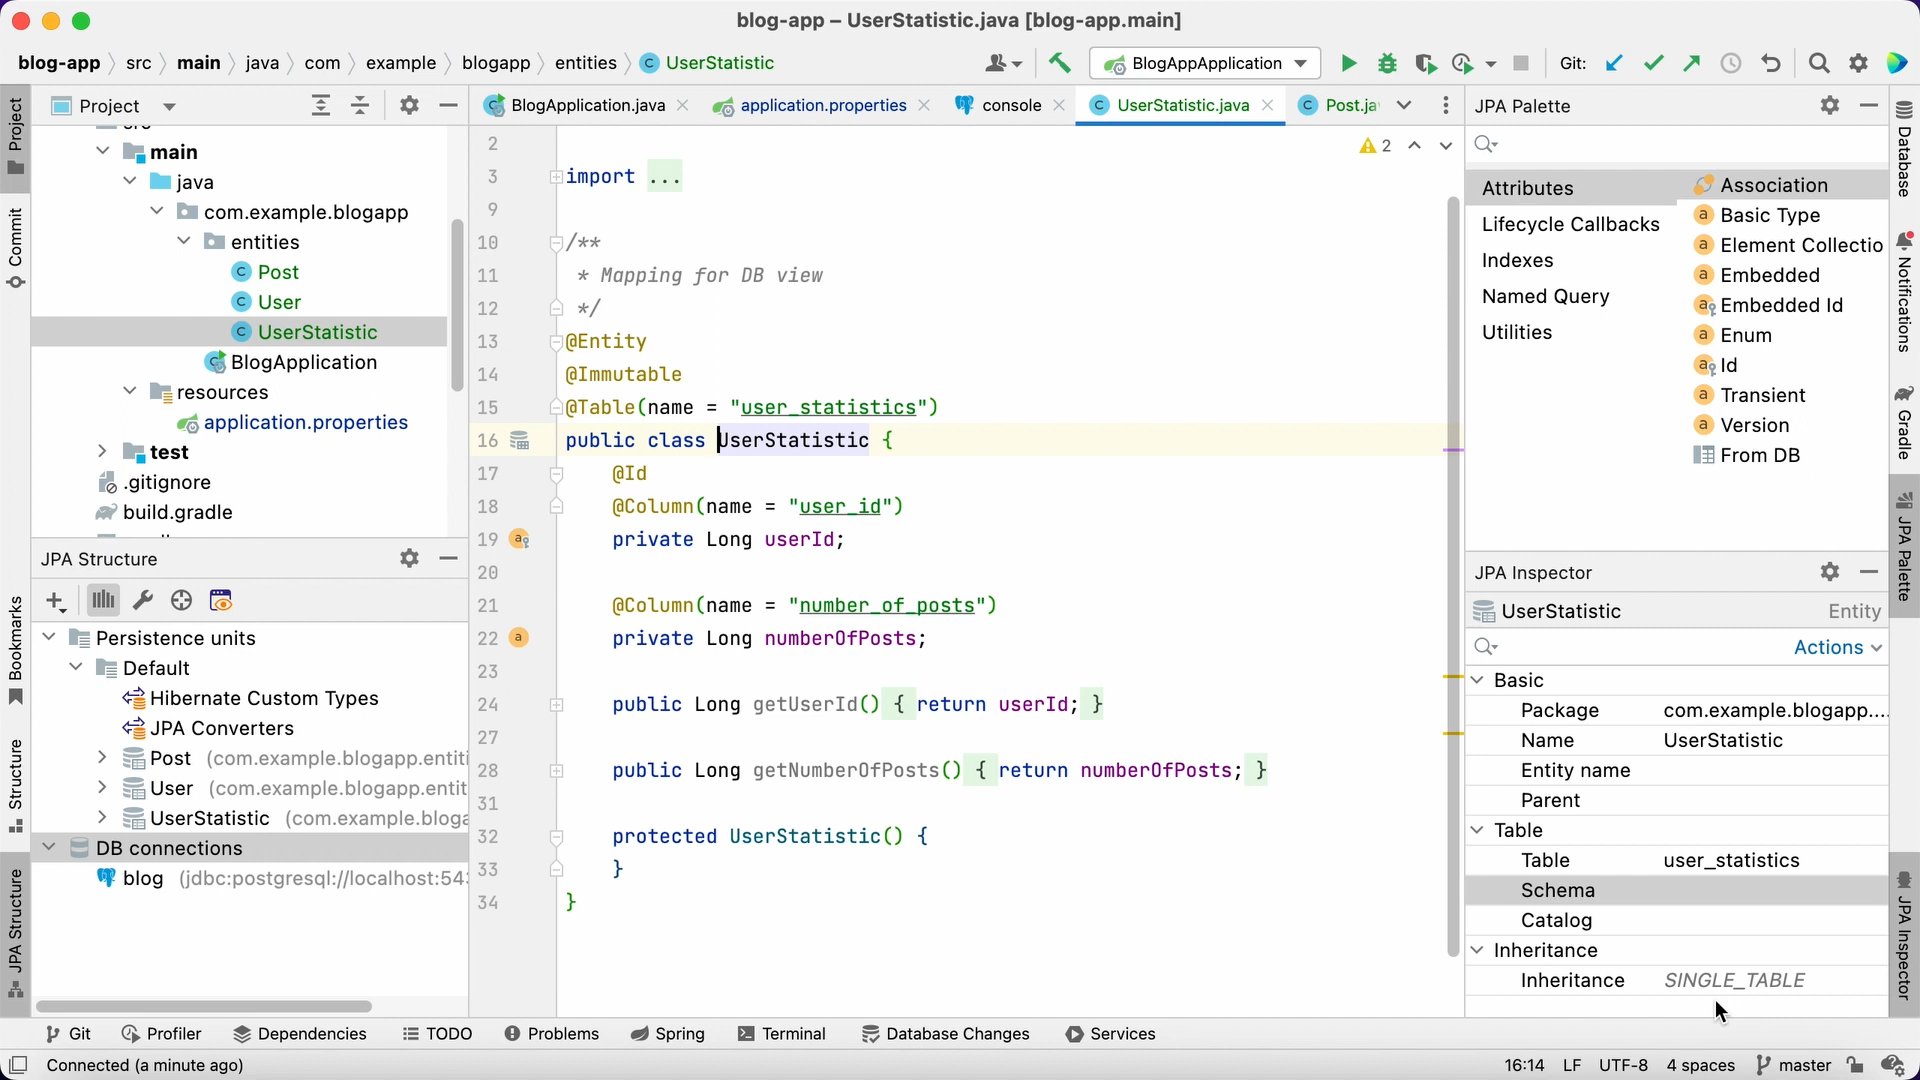 blog-app – UserStatistic.java [blog-app.main]
blog-app src main java com example blogapp entities UserStatistic
BlogAppApplication
Git:
Project
BlogApplication.java application.properties console UserStatistic.java Post.ja
JPA Palette
Project
Commit
Bookmarks
Structure
JPA Structure
main
java
com.example.blogapp
entities
Post
User
UserStatistic
BlogApplication
resources
application.properties
test
.gitignore
build.gradle
JPA Structure
Persistence units
Default
Hibernate Custom Types
JPA Converters
Post (com.example.blogapp.entiti
User (com.example.blogapp.entit
UserStatistic (com.example.bloga
DB connections
blog (jdbc:postgresql://localhost:543
2
2
3 import ...
9
10 /**
11 * Mapping for DB view
12 */
13 @Entity
14 @Immutable
15 @Table(name = "user_statistics")
16 public class UserStatistic {
17 @Id
18 @Column(name = "user_id")
19 private Long userId;
20
21 @Column(name = "number_of_posts")
22 private Long numberOfPosts;
23
24 public Long getUserId() { return userId; }
27
28 public Long getNumberOfPosts() { return numberOfPosts; }
31
32 protected UserStatistic() {
33 }
34 }
Attributes
Lifecycle Callbacks
Indexes
Named Query
Utilities
Association
Basic Type
Element Collectio
Embedded
Embedded Id
Enum
Id
Transient
Version
From DB
JPA Inspector
UserStatistic Entity
Actions
Basic
Package com.example.blogapp....
Name UserStatistic
Entity name
Parent
Table
Table user_statistics
Schema
Catalog
Inheritance
Inheritance SINGLE_TABLE
Database
Notifications
Gradle
JPA Palette
JPA Inspector
Git Profiler Dependencies TODO Problems Spring Terminal Database Changes Services
Connected (a minute ago) 16:14 LF UTF-8 4 spaces master